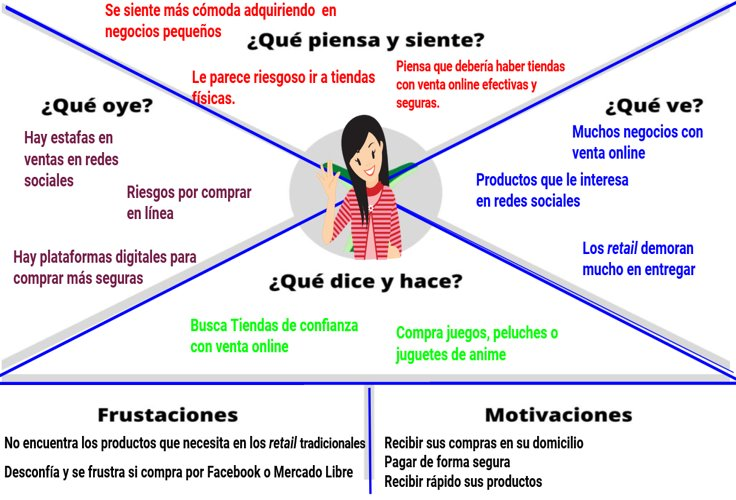 Se siente más cómoda adquiriendo en
negocios pequeños
¿Qué piensa y siente?
Le parece riesgoso ir a tiendas
físicas.
Piensa que debería haber tiendas
con venta online efectivas y
seguras.
¿Qué oye?
Hay estafas en
ventas en redes
sociales
Riesgos por comprar
en línea
Hay plataformas digitales para
comprar más seguras
¿Qué ve?
Muchos negocios con
venta online
Productos que le interesa
en redes sociales
Los retail demoran
mucho en entregar
¿Qué dice y hace?
Busca Tiendas de confianza
con venta online
Compra juegos, peluches o
juguetes de anime
Frustaciones
No encuentra los productos que necesita en los retail tradicionales
Desconfía y se frustra si compra por Facebook o Mercado Libre
Motivaciones
Recibir sus compras en su domicilio
Pagar de forma segura
Recibir rápido sus productos